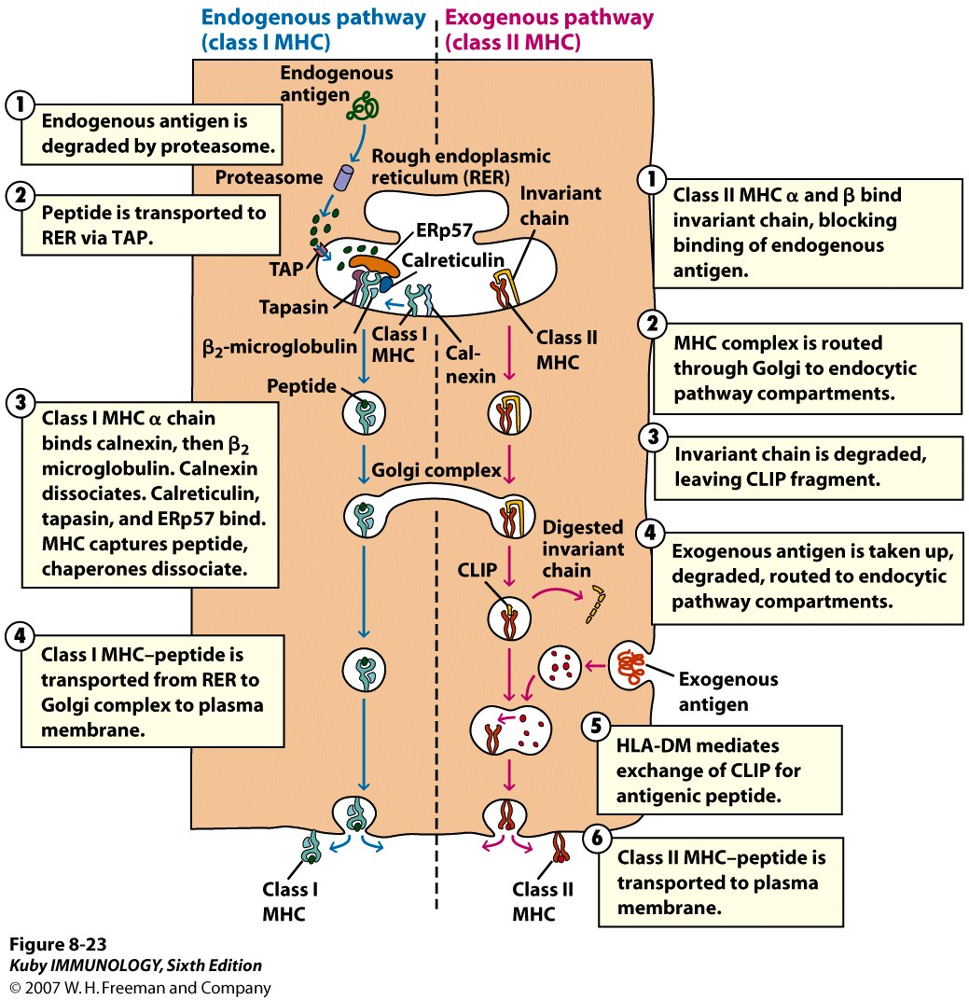 Endogenous pathway
(class I MHC)
Exogenous pathway
(class II MHC)
Endogenous
antigen
1
Endogenous antigen is
degraded by proteasome.
Proteasome
Rough endoplasmic
reticulum (RER)
2
Peptide is transported to
RER via TAP.
Invariant
chain
ERp57
Calreticulin
TAP
Tapasin
β2-microglobulin
Class I
MHC
Cal-
nexin
Class II
MHC
1
Class II MHC α and β bind
invariant chain, blocking
binding of endogenous
antigen.
2
MHC complex is routed
through Golgi to endocytic
pathway compartments.
Peptide
3
Class I MHC α chain
binds calnexin, then β2
microglobulin. Calnexin
dissociates. Calreticulin,
tapasin, and ERp57 bind.
MHC captures peptide,
chaperones dissociate.
3
Invariant chain is degraded,
leaving CLIP fragment.
Golgi complex
Digested
invariant
chain
CLIP
4
Exogenous antigen is taken up,
degraded, routed to endocytic
pathway compartments.
4
Class I MHC–peptide is
transported from RER to
Golgi complex to plasma
membrane.
Exogenous
antigen
5
HLA-DM mediates
exchange of CLIP for
antigenic peptide.
6
Class II MHC–peptide is
transported to plasma
membrane.
Class I
MHC
Class II
MHC
Figure 8-23
Kuby IMMUNOLOGY, Sixth Edition
© 2007 W. H. Freeman and Company